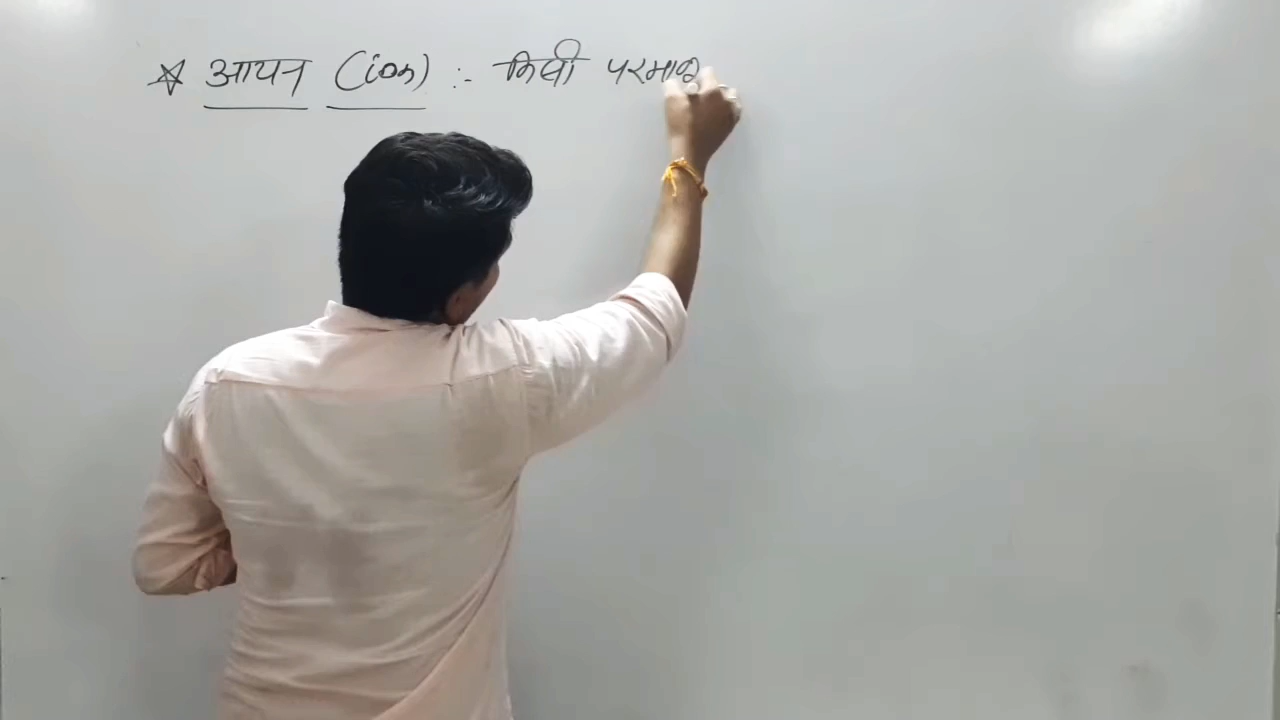 ☆ आयन (ion) :- किसी परमाणु